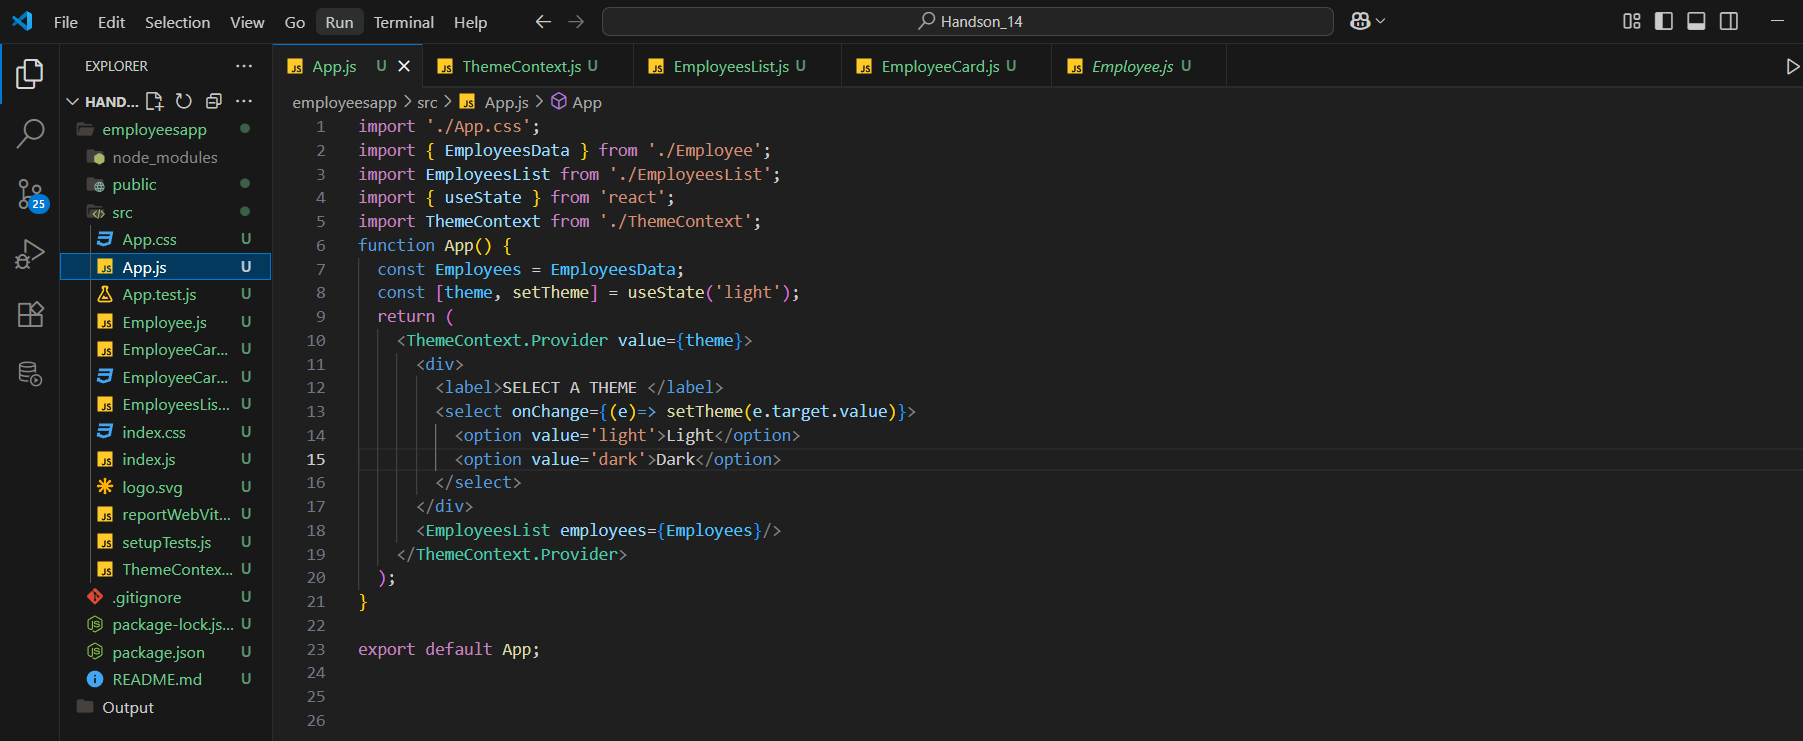 File Edit Selection View Go Run Terminal Help Handson_14
EXPLORER
HAND...
employeesapp
node_modules
public
src
App.css U
App.js U
App.test.js U
Employee.js U
EmployeeCar... U
EmployeeCar... U
EmployeesLis... U
index.css U
index.js U
logo.svg U
reportWebVit... U
setupTests.js U
ThemeContex... U
.gitignore U
package-lock.js... U
package.json U
README.md U
Output
25
App.js U ThemeContext.js U EmployeesList.js U EmployeeCard.js U Employee.js U
employeesapp > src > JS App.js > App
1 import './App.css';
2 import { EmployeesData } from './Employee';
3 import EmployeesList from './EmployeesList';
4 import { useState } from 'react';
5 import ThemeContext from './ThemeContext';
6 function App() {
7 const Employees = EmployeesData;
8 const [theme, setTheme] = useState('light');
9 return (
10 <ThemeContext.Provider value={theme}>
11 <div>
12 <label>SELECT A THEME </label>
13 <select onChange={(e)=> setTheme(e.target.value)}>
14 <option value='light'>Light</option>
15 <option value='dark'>Dark</option>
16 </select>
17 </div>
18 <EmployeesList employees={Employees}/>
19 </ThemeContext.Provider>
20 );
21 }
22
23 export default App;
24
25
26